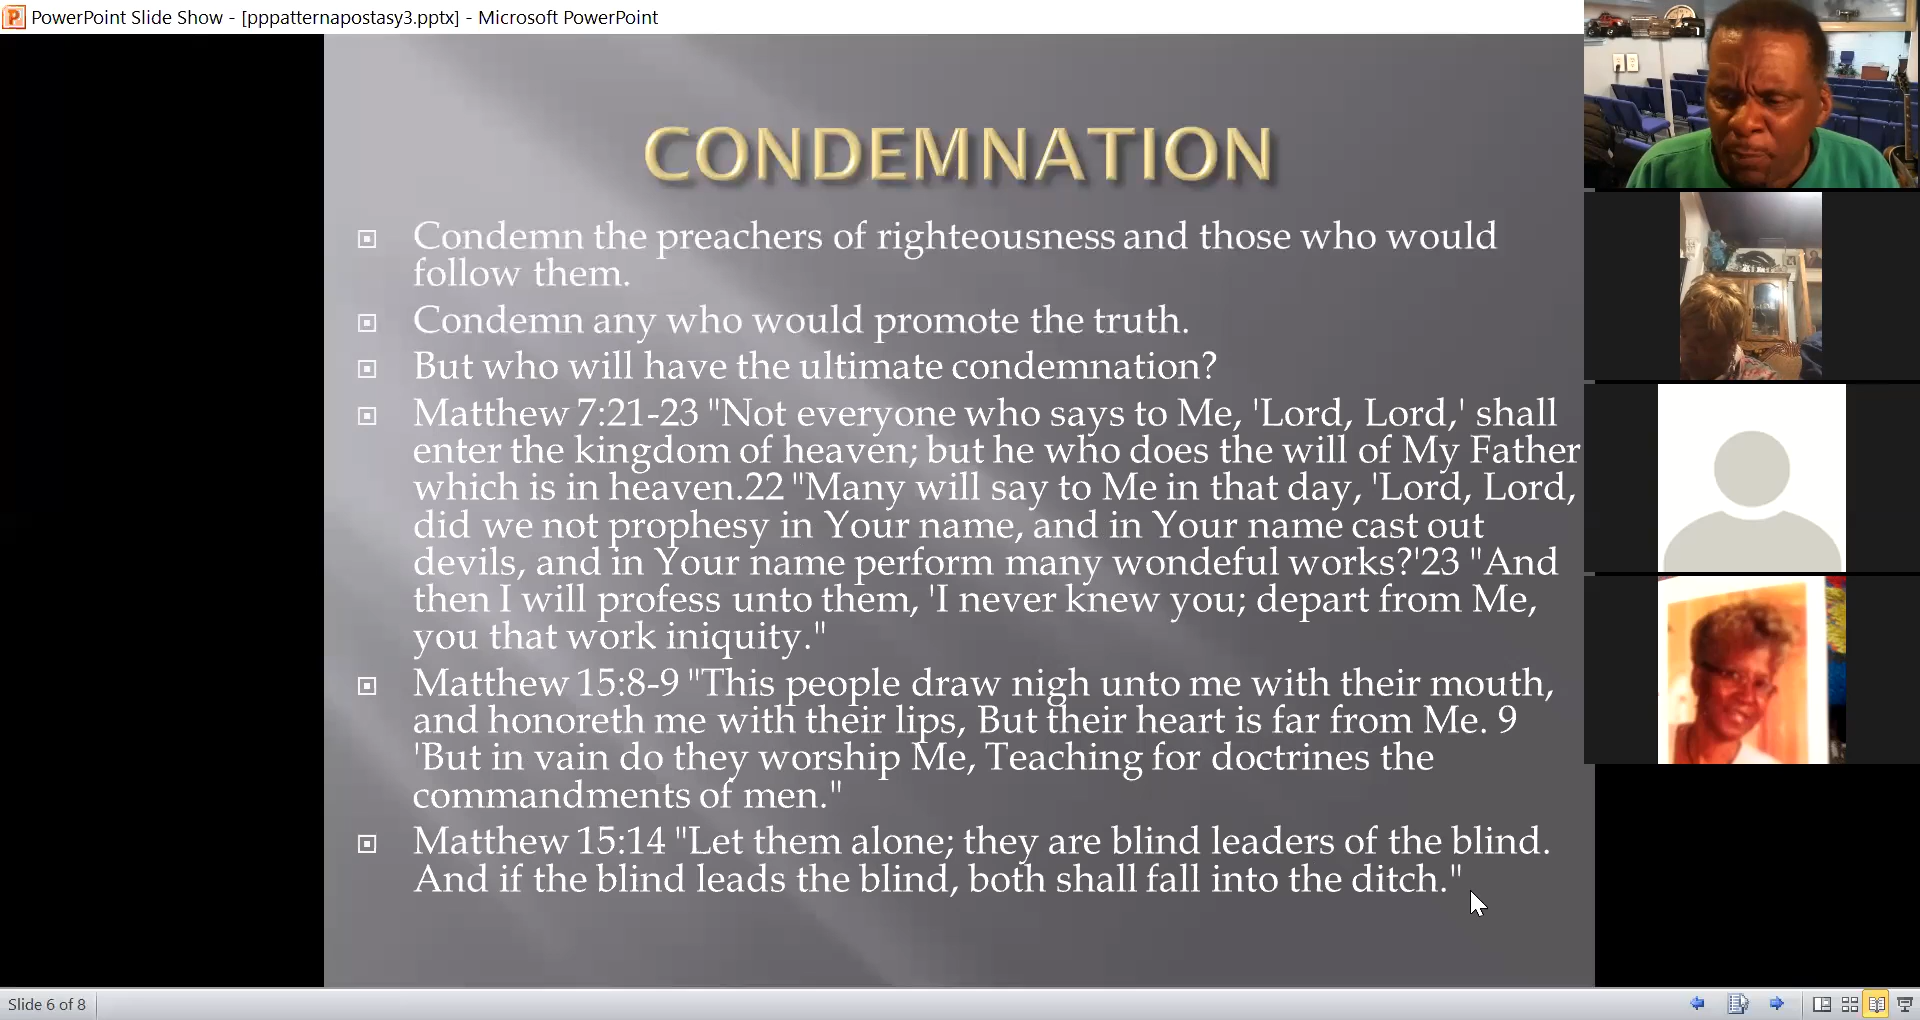 PowerPoint Slide Show - [pppatternapostasy3.pptx] - Microsoft PowerPoint
CONDEMNATION
Condemn the preachers of righteousness and those who would
follow them.
Condemn any who would promote the truth.
But who will have the ultimate condemnation?
Matthew 7:21-23 "Not everyone who says to Me, 'Lord, Lord,' shall
enter the kingdom of heaven; but he who does the will of My Father
which is in heaven.22 "Many will say to Me in that day, 'Lord, Lord,
did we not prophesy in Your name, and in Your name cast out
devils, and in Your name perform many wondeful works?'23 "And
then I will profess unto them, 'I never knew you; depart from Me,
you that work iniquity."
Matthew 15:8-9 "This people draw nigh unto me with their mouth,
and honoreth me with their lips, But their heart is far from Me. 9
'But in vain do they worship Me, Teaching for doctrines the
commandments of men."
Matthew 15:14 "Let them alone; they are blind leaders of the blind.
And if the blind leads the blind, both shall fall into the ditch."
Slide 6 of 8